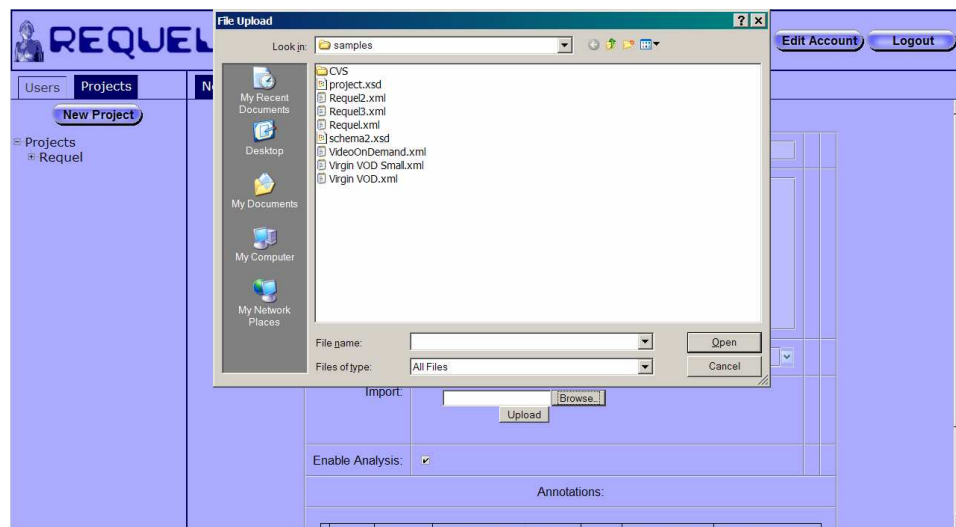 REQUEL
File Upload
Edit Account
Logout
Look in:
samples
Users
Projects
New Project
Projects
Requel
My Recent
Documents
Desktop
My Documents
My Computer
My Network
Places
CVS
project.xsd
Requel2.xml
Requel3.xml
Requel.xml
schema2.xsd
VideoOnDemand.xml
Virgin VOD Small.xml
Virgin VOD.xml
File name:
Open
Files of type:
All Files
Cancel
Import:
Browse...
Upload
Enable Analysis:
Annotations: